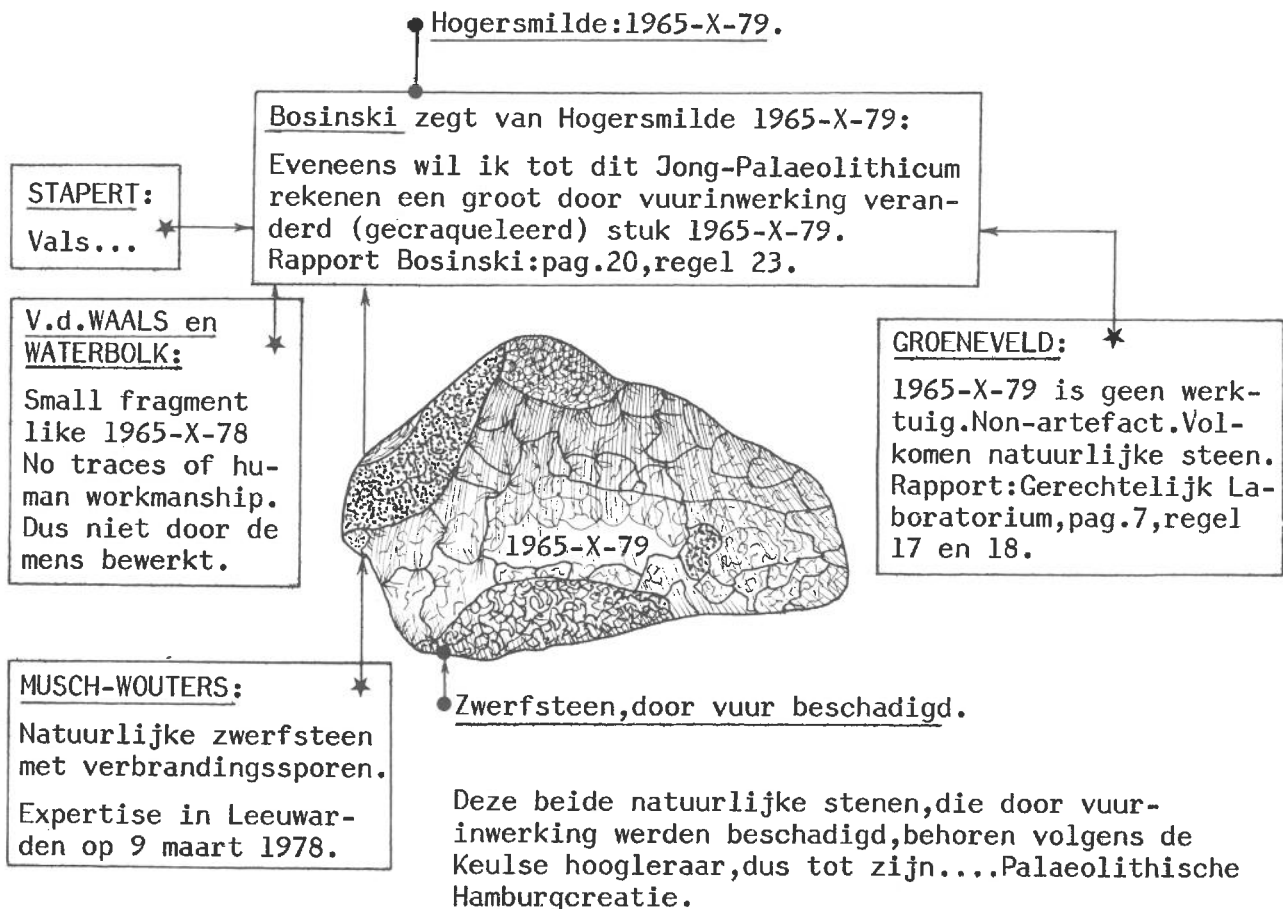 Hogersmilde:1965-X-79.
Bosinski zegt van Hogersmilde 1965-X-79:
Eveneens wil ik tot dit Jong-Palaeolithicum
rekenen een groot door vuurinwerking veran-
derd (gecraqueleerd) stuk 1965-X-79.
Rapport Bosinski:pag.20,regel 23.
STAPERT:
Vals...
V.d.WAALS en
WATERBOLK:
Small fragment
like 1965-X-78
No traces of hu-
man workmanship.
Dus niet door de
mens bewerkt.
GROENEVELD:
1965-X-79 is geen werk-
tuig.Non-artefact.Vol-
komen natuurlijke steen.
Rapport:Gerechtelijk La-
boratorium,pag.7,regel
17 en 18.
1965-X-79
MUSCH-WOUTERS:
Natuurlijke zwerfsteen
met verbrandingssporen.
Expertise in Leeuwar-
den op 9 maart 1978.
Zwerfsteen,door vuur beschadigd.
Deze beide natuurlijke stenen,die door vuur-
inwerking werden beschadigd,behoren volgens de
Keulse hoogleraar,dus tot zijn....Palaeolithische
Hamburgcreatie.